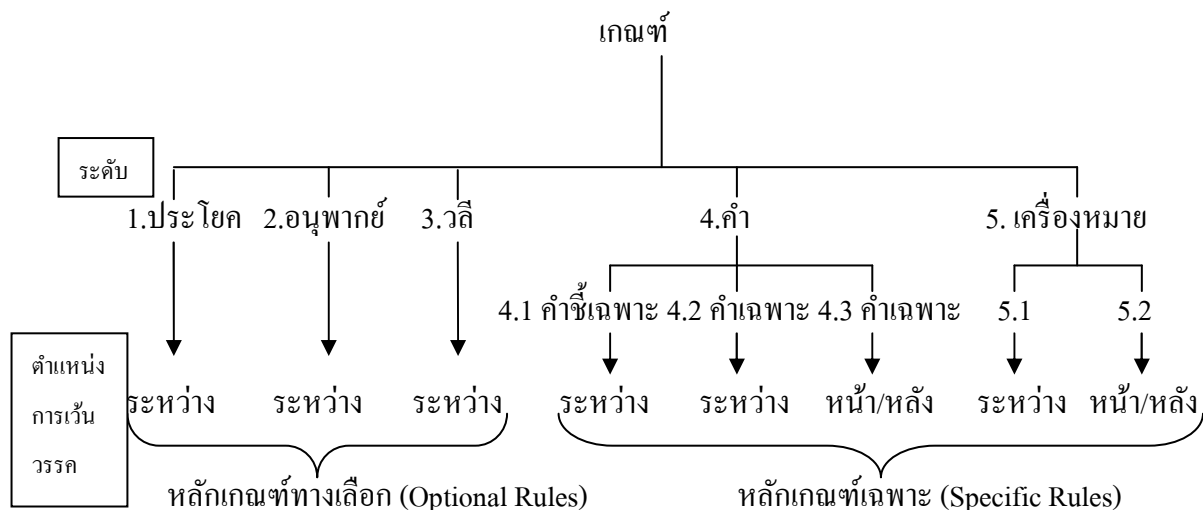 เกณฑ์
ระดับ
1.ประโยค 2.อนุพากย์ 3.วลี 4.คำ 5. เครื่องหมาย
4.1 คำชี้เฉพาะ 4.2 คำเฉพาะ 4.3 คำเฉพาะ 5.1 5.2
ตำแหน่ง
การเว้น
วรรค
ระหว่าง ระหว่าง ระหว่าง ระหว่าง ระหว่าง หน้า/หลัง ระหว่าง หน้า/หลัง
หลักเกณฑ์ทางเลือก (Optional Rules) หลักเกณฑ์เฉพาะ (Specific Rules)